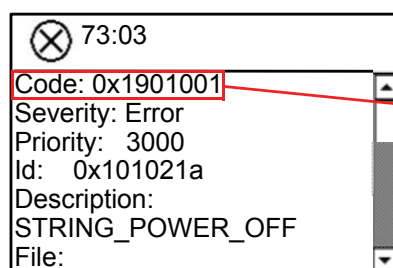 73:03
Code: 0x1901001
Severity: Error
Priority: 3000
Id: 0x101021a
Description:
STRING_POWER_OFF
File: